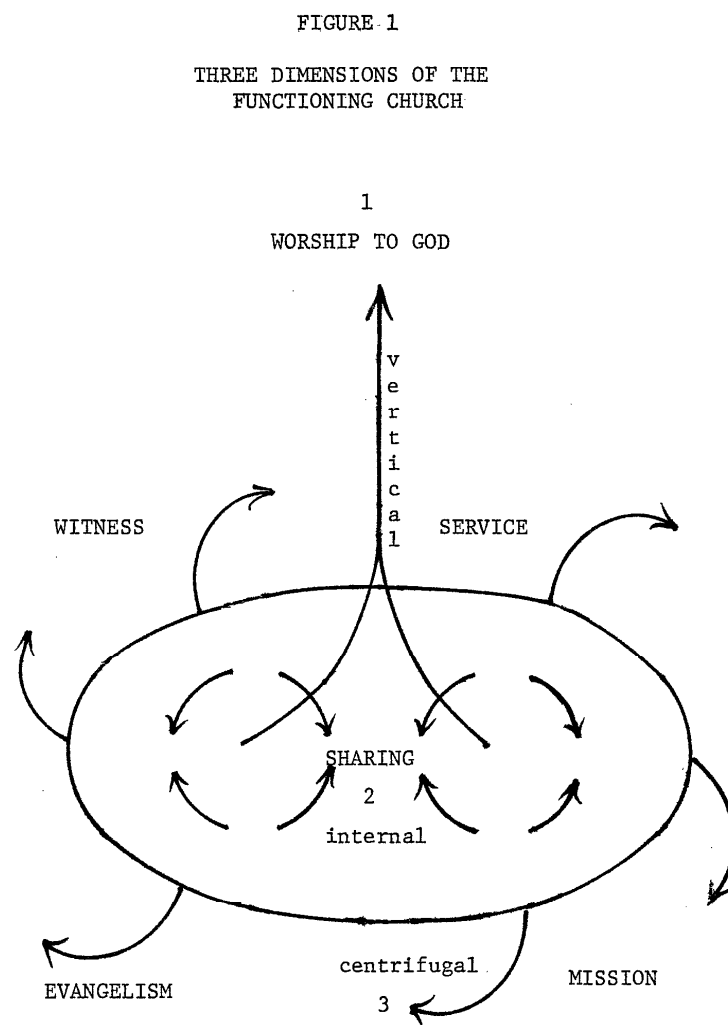 FIGURE 1
THREE DIMENSIONS OF THE
FUNCTIONING CHURCH
1
WORSHIP TO GOD
vertical
WITNESS
SERVICE
SHARING
2
internal
centrifugal
3
EVANGELISM
MISSION